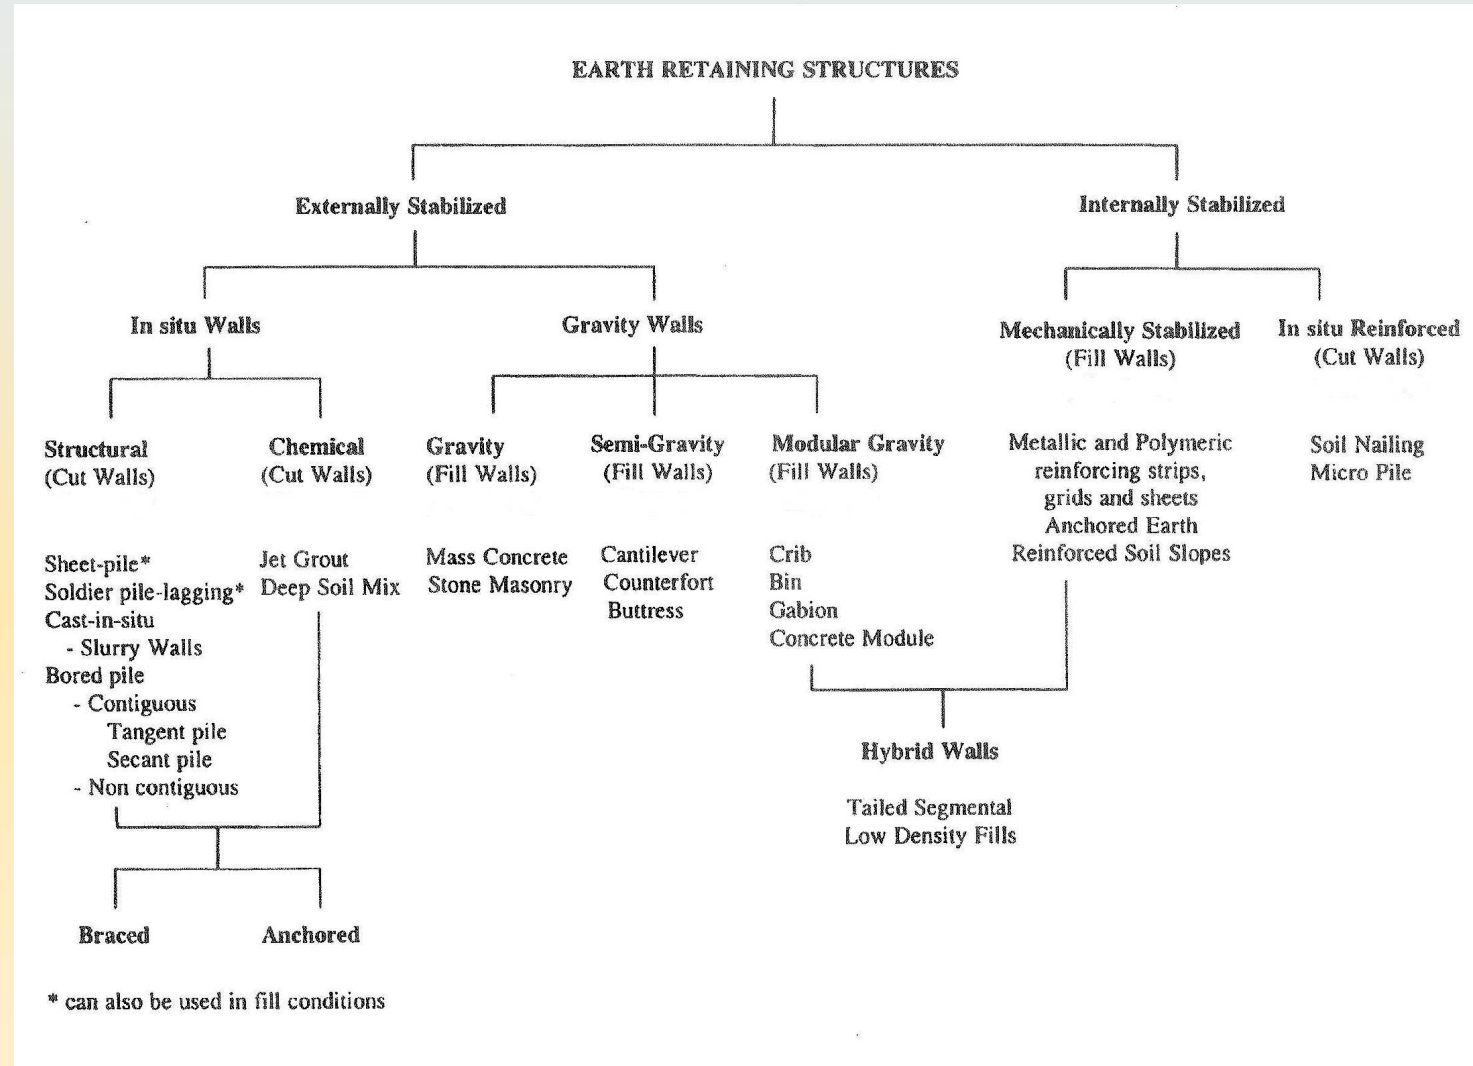 EARTH RETAINING STRUCTURES
Externally Stabilized
Internally Stabilized
In situ Walls
Gravity Walls
Mechanically Stabilized
(Fill Walls)
In situ Reinforced
(Cut Walls)
Structural
(Cut Walls)
Chemical
(Cut Walls)
Gravity
(Fill Walls)
Semi-Gravity
(Fill Walls)
Modular Gravity
(Fill Walls)
Metallic and Polymeric
reinforcing strips,
grids and sheets
Anchored Earth
Reinforced Soil Slopes
Soil Nailing
Micro Pile
Sheet-pile*
Soldier pile-lagging*
Cast-in-situ
- Slurry Walls
Bored pile
- Contiguous
Tangent pile
Secant pile
- Non contiguous
Jet Grout
Deep Soil Mix
Mass Concrete
Stone Masonry
Cantilever
Counterfort
Buttress
Crib
Bin
Gabion
Concrete Module
Hybrid Walls
Tailed Segmental
Low Density Fills
Braced
Anchored
* can also be used in fill conditions